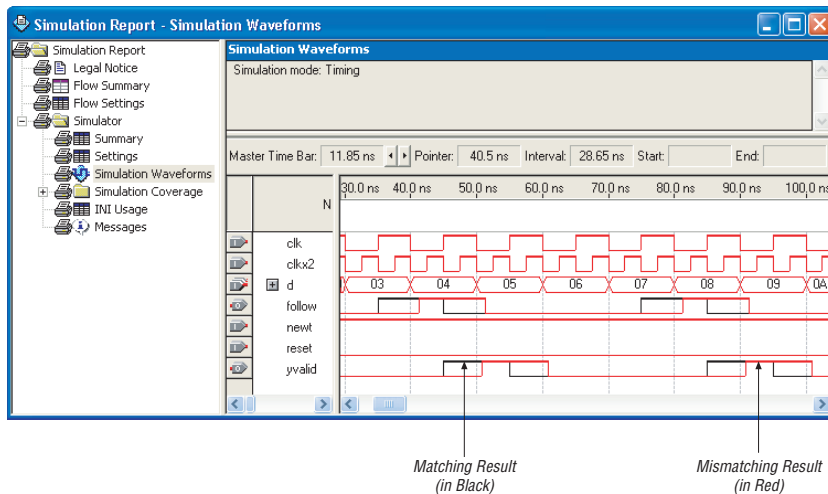 Simulation Report - Simulation Waveforms
Simulation Report
Legal Notice
Flow Summary
Flow Settings
Simulator
Summary
Settings
Simulation Waveforms
Simulation Coverage
INI Usage
Messages
Simulation Waveforms
Simulation mode: Timing
Master Time Bar: 11.85 ns Pointer: 40.5 ns Interval: 28.65 ns Start: End:
30.0 ns 40.0 ns 50.0 ns 60.0 ns 70.0 ns 80.0 ns 90.0 ns 100.0 ns
N
clk
clkx2
d 03 04 05 06 07 08 09 0A
follow
newt
reset
yvalid
Matching Result Mismatching Result
(in Black) (in Red)